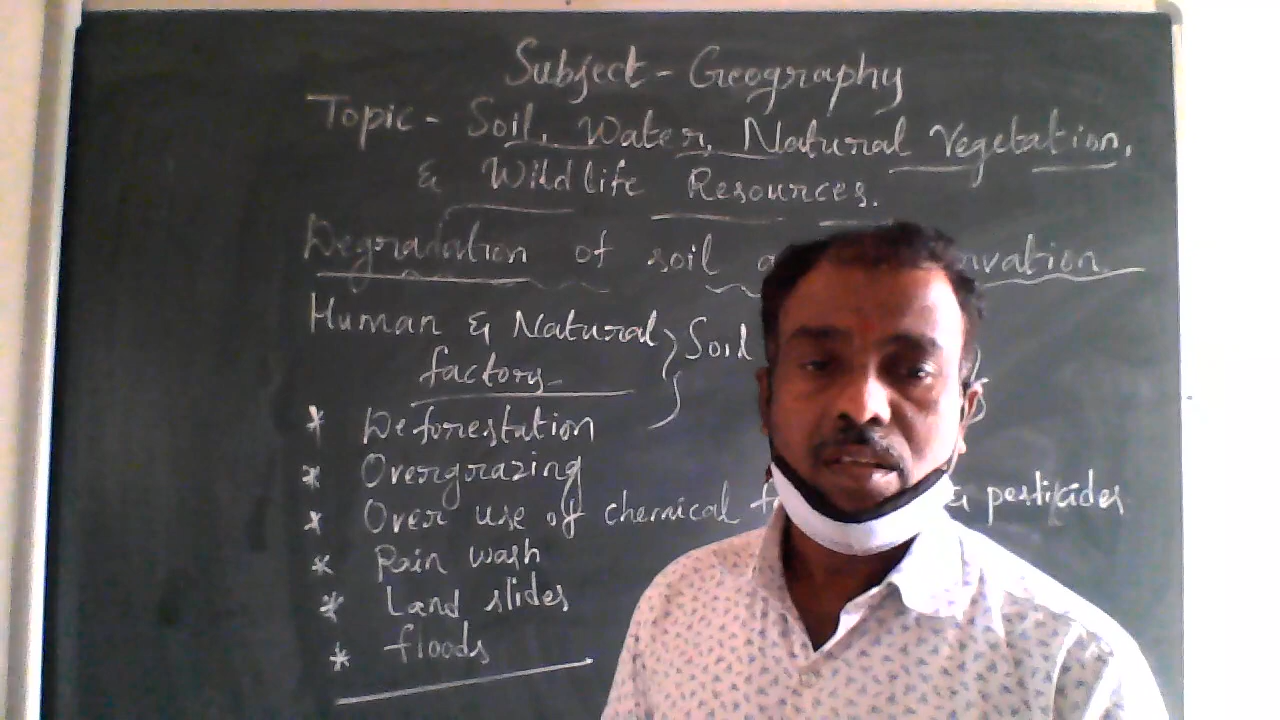 Subject - Geography
Topic - Soil, Water, Natural Vegetation,
& Wildlife Resources.
Degradation of soil
Human & Natural } Soil
factors
* Deforestation
* Overgrazing
* Over use of chemical & pesticides
* Rain wash
* Land slides
* floods